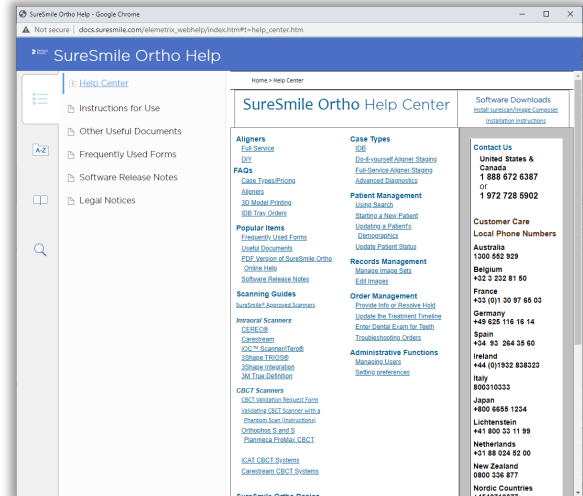 SureSmile Ortho Help - Google Chrome
Not secure | docs.suresmile.com/elemetrix_webhelp/index.htm#t=help_center.htm
SureSmile Ortho Help
A-Z
Help Center
Instructions for Use
Other Useful Documents
Frequently Used Forms
Software Release Notes
Legal Notices
Home > Help Center
SureSmile Ortho Help Center
Software Downloads
Install surescan/Image Composer
Installation Instructions
Aligners
Full Service
DIY
FAQs
Case Types/Pricing
Aligners
3D Model Printing
IDB Tray Orders
Popular Items
Frequently Used Forms
Useful Documents
PDF Version of SureSmile Ortho
Online Help
Software Release Notes
Scanning Guides
SureSmile® Approved Scanners
Intraoral Scanners
CEREC®
Carestream
iOC™ Scanner/iTero®
3Shape TRIOS®
3Shape Integration
3M True Definition
CBCT Scanners
CBCT Validation Request Form
Validating CBCT Scanner with a
Phantom Scan (Instructions)
Orthophos S and S
Planmeca ProMax CBCT
iCAT CBCT Systems
Carestream CBCT Systems
SureSmile Ortho Design
Case Types
IDB
Do-it-yourself Aligner Staging
Full-Service Aligner Staging
Advanced Diagnostics
Patient Management
Using Search
Starting a New Patient
Updating a Patient's
Demographics
Update Patient Status
Records Management
Manage Image Sets
Edit Images
Order Management
Provide Info or Resolve Hold
Update the Treatment Timeline
Enter Dental Exam for Teeth
Troubleshooting Orders
Administrative Functions
Managing Users
Setting preferences
Contact Us
United States &
Canada
1 888 672 6387
or
1 972 728 5902
Customer Care
Local Phone Numbers
Australia
1300 552 929
Belgium
+32 3 232 81 50
France
+33 (0)1 30 97 65 03
Germany
+49 625 116 16 14
Spain
+34 93 264 35 60
Ireland
+44 (0)1932 838323
Italy
800310333
Japan
+800 6655 1234
Lichtenstein
+41 800 33 11 99
Netherlands
+31 88 024 52 00
New Zealand
0800 336 877
Nordic Countries